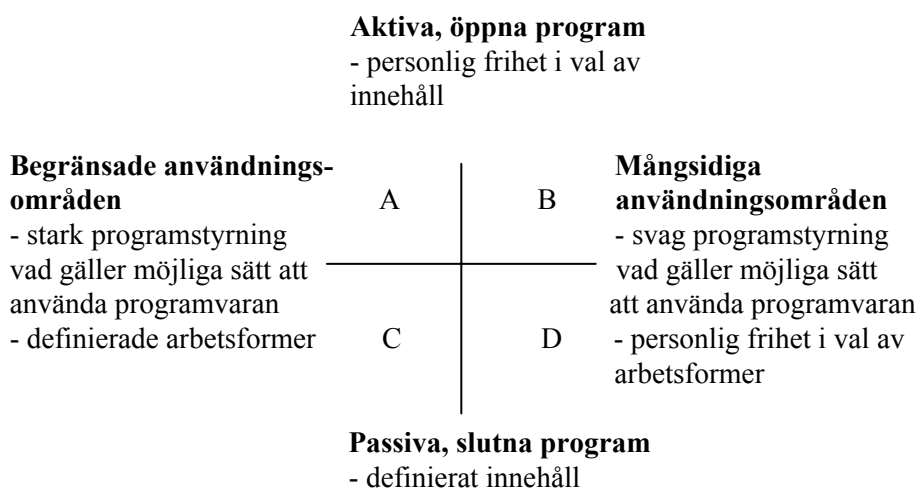 Aktiva, öppna program
- personlig frihet i val av
innehåll
Begränsade användnings-
områden
- stark programstyrning
vad gäller möjliga sätt att
använda programvaran
- definierade arbetsformer
A
B
C
D
Mångsidiga
användningsområden
- svag programstyrning
vad gäller möjliga sätt
att använda programvaran
- personlig frihet i val av
arbetsformer
Passiva, slutna program
- definierat innehåll